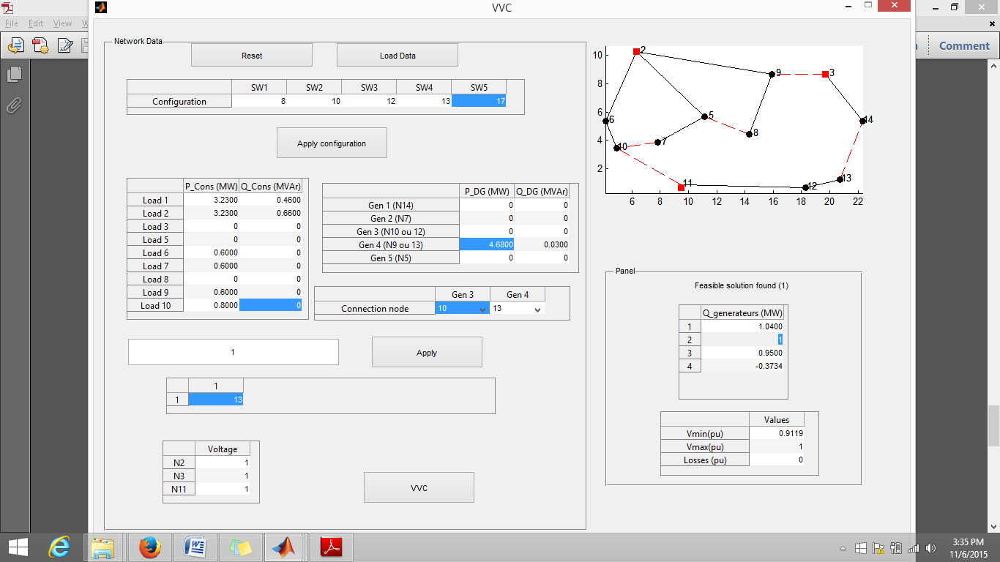 VVC
File Edit View W
Comment
Network Data
Reset Load Data
SW1 SW2 SW3 SW4 SW5
Configuration 8 10 12 13 17
Apply configuration
P_Cons (MW) Q_Cons (MVAr)
Load 1 3.2300 0.4600
Load 2 3.2300 0.6600
Load 3 0 0
Load 5 0 0
Load 6 0.6000 0
Load 7 0.6000 0
Load 8 0 0
Load 9 0.6000 0
Load 10 0.8000 0
P_DG (MW) Q_DG (MVAr)
Gen 1 (N14) 0 0
Gen 2 (N7) 0 0
Gen 3 (N10 ou 12) 0 0
Gen 4 (N9 ou 13) 4.6800 0.0300
Gen 5 (N5) 0 0
Gen 3 Gen 4
Connection node 10 13
1 Apply
1
1 13
Voltage
N2 1
N3 1
N11 1
VVC
10
8
6
4
2
6 8 10 12 14 16 18 20 22
2
9 3
5
6 14
8
7
10
13
11
12
Panel
Feasible solution found (1)
Q_generateurs (MW)
1 1.0400
2 1
3 0.9500
4 -0.3734
Values
Vmin(pu) 0.9119
Vmax(pu) 1
Losses (pu) 0
3:35 PM
11/6/2015